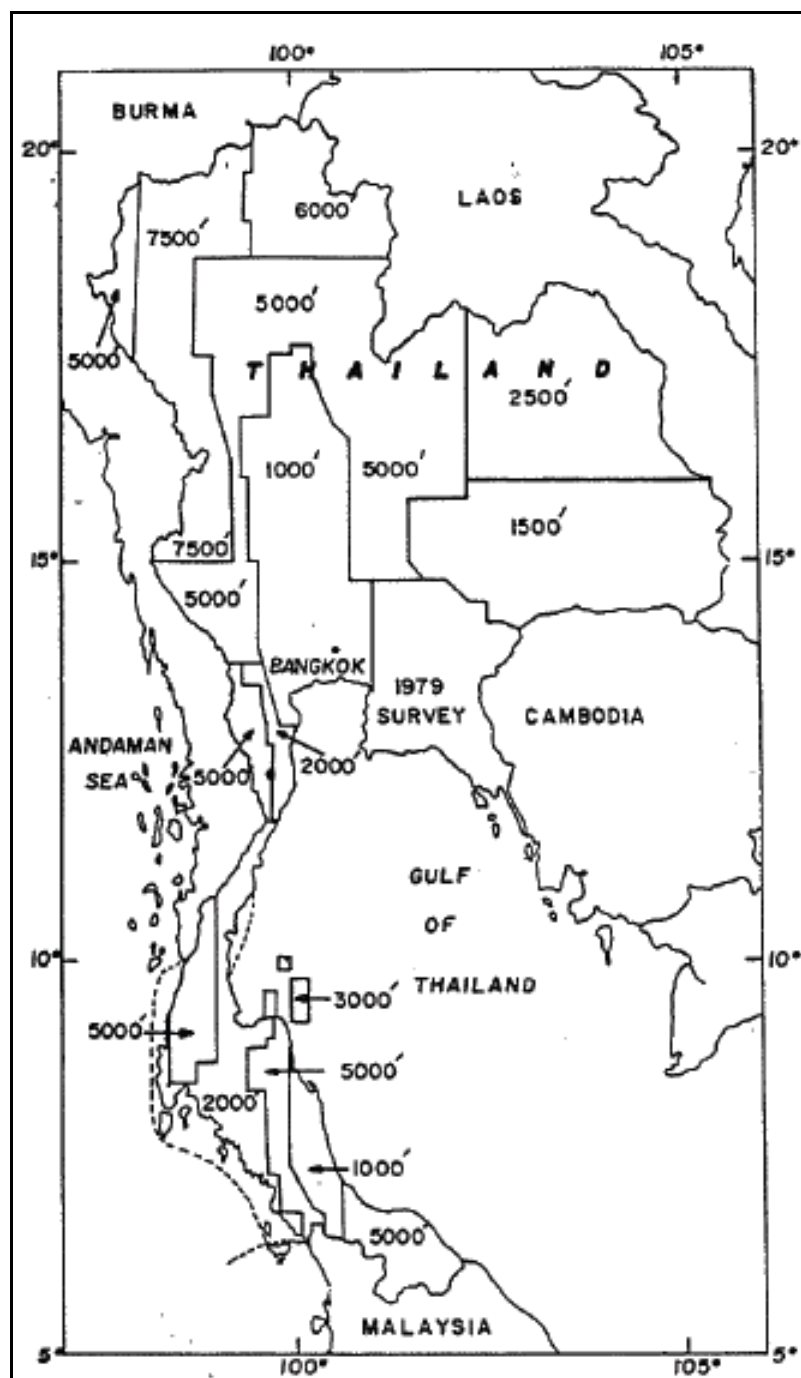 100° 105°
BURMA
20° 20°
LAOS
6000'
7500'
5000'
5000'
THAILAND
2500'
1000'
5000'
1500'
7500'
15° 15°
5000'
BANGKOK
1979
SURVEY
CAMBODIA
ANDAMAN
SEA
5000'
2000'
GULF
OF
THAILAND
10° 10°
3000'
5000'
5000'
2000'
1000'
5000'
MALAYSIA
5° 5°
100° 105°